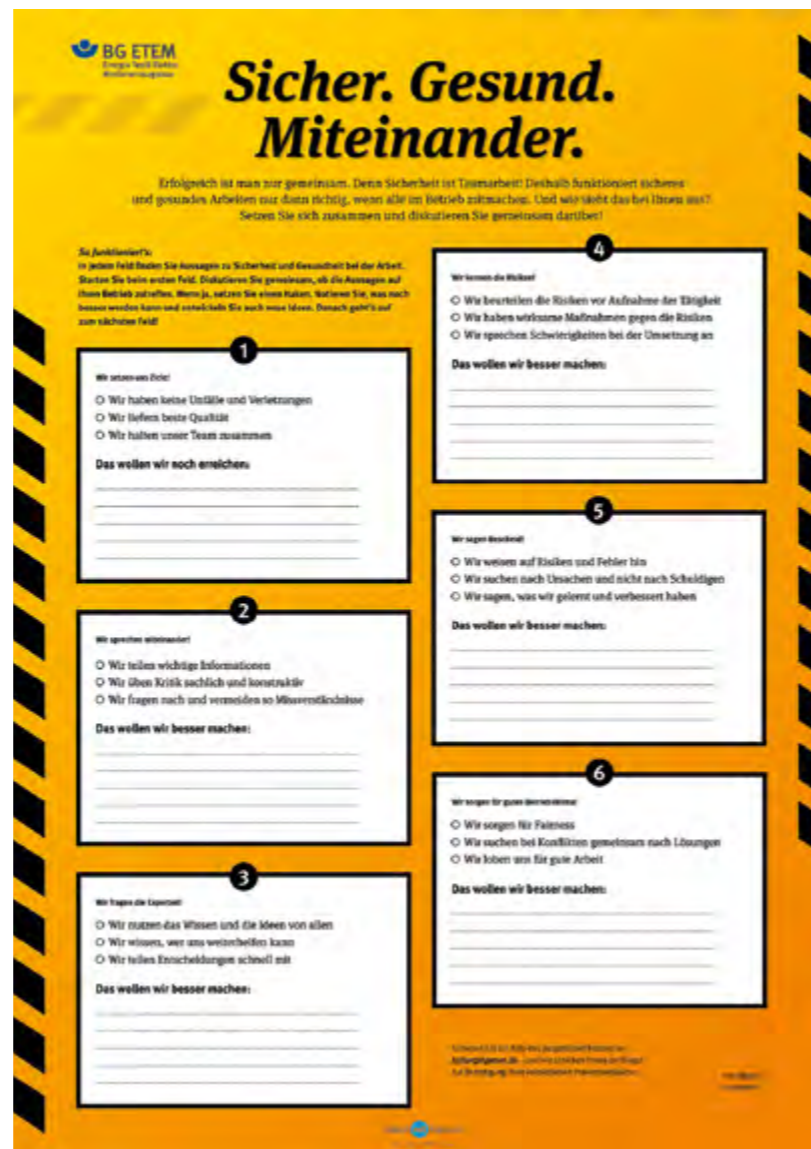 BG ETEM
Energie Textil Elektro
Medienerzeugnisse
Sicher. Gesund.
Miteinander.
Erfolgreich ist man nur gemeinsam. Denn Sicherheit ist Teamarbeit! Deshalb funktioniert sicheres
und gesundes Arbeiten nur dann richtig, wenn alle im Betrieb mitmachen. Und wie sieht das bei Ihnen aus?
Setzen Sie sich zusammen und diskutieren Sie gemeinsam darüber!
So funktioniert's:
In jedem Feld finden Sie Aussagen zu Sicherheit und Gesundheit bei der Arbeit.
Starten Sie beim ersten Feld. Diskutieren Sie gemeinsam, ob die Aussagen auf
Ihren Betrieb zutreffen. Wenn ja, setzen Sie einen Haken. Notieren Sie, was noch
besser werden kann und entwickeln Sie auch neue Ideen. Danach geht's auf
zum nächsten Feld!
1
Wir setzen uns Ziele!
Wir haben keine Unfälle und Verletzungen
Wir liefern beste Qualität
Wir halten unser Team zusammen
Das wollen wir noch erreichen:
2
Wir sprechen miteinander!
Wir teilen wichtige Informationen
Wir üben Kritik sachlich und konstruktiv
Wir fragen nach und vermeiden so Missverständnisse
Das wollen wir besser machen:
3
Wir fragen die Experten!
Wir nutzen das Wissen und die Ideen von allen
Wir wissen, wer uns weiterhelfen kann
Wir teilen Entscheidungen schnell mit
Das wollen wir besser machen:
4
Wir kennen die Risiken!
Wir beurteilen die Risiken vor Aufnahme der Tätigkeit
Wir haben wirksame Maßnahmen gegen die Risiken
Wir sprechen Schwierigkeiten bei der Umsetzung an
Das wollen wir besser machen:
5
Wir sagen Bescheid!
Wir weisen auf Risiken und Fehler hin
Wir suchen nach Ursachen und nicht nach Schuldigen
Wir sagen, was wir gelernt und verbessert haben
Das wollen wir besser machen:
6
Wir sorgen für gutes Betriebsklima!
Wir sorgen für Fairness
Wir suchen bei Konflikten gemeinsam nach Lösungen
Wir loben uns für gute Arbeit
Das wollen wir besser machen: